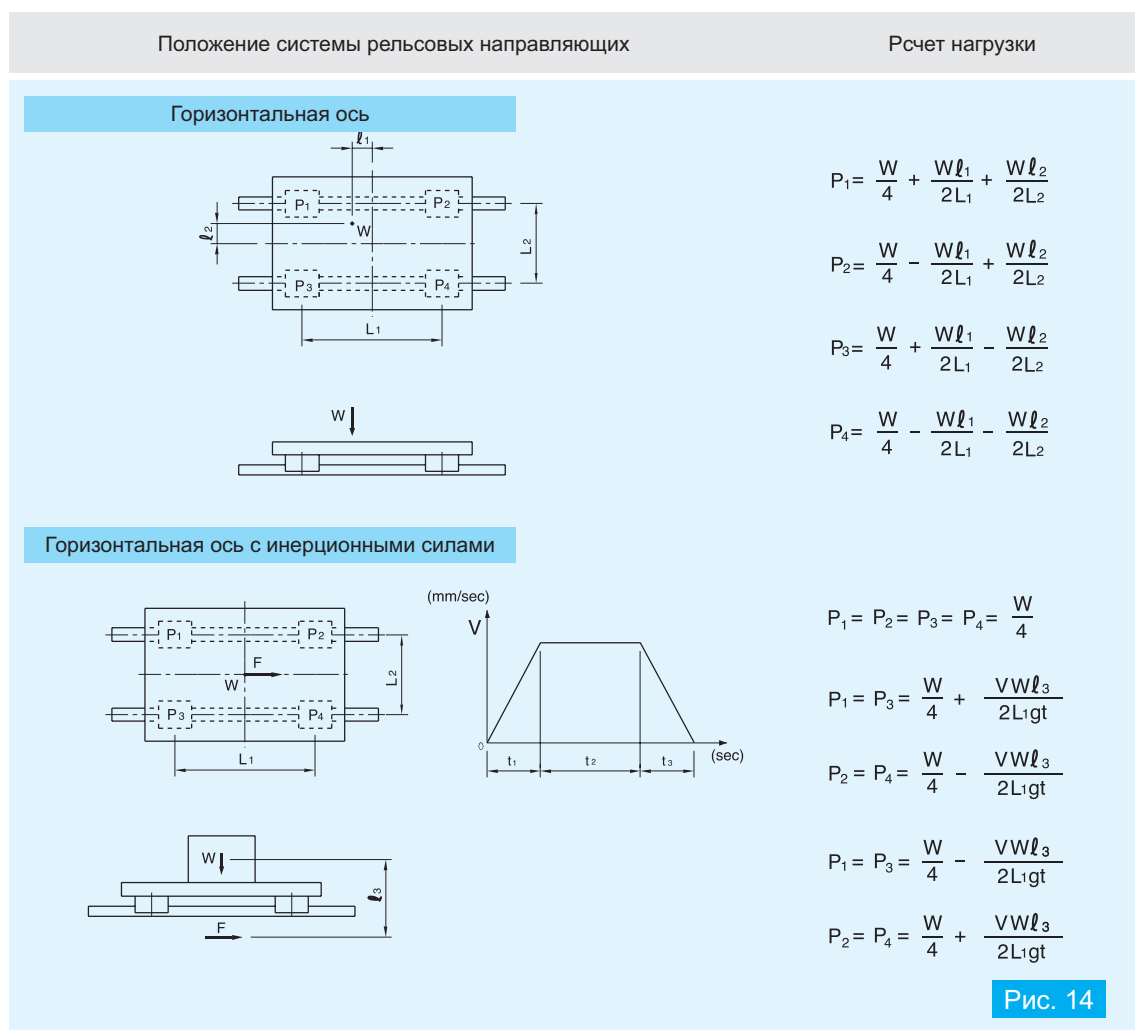 Положение системы рельсовых направляющих
Рсчет нагрузки
Горизонтальная ось
ℓ1
P1 P2
ℓ2 W L2
P3 P4
L1
W
P1= W/4 + Wℓ1/2L1 + Wℓ2/2L2
P2= W/4 - Wℓ1/2L1 + Wℓ2/2L2
P3= W/4 + Wℓ1/2L1 - Wℓ2/2L2
P4= W/4 - Wℓ1/2L1 - Wℓ2/2L2
Горизонтальная ось с инерционными силами
P1 P2
F
W L2
P3 P4
L1
(mm/sec)
V
0
(sec)
t1 t2 t3
W
ℓ3
F
P1= P2= P3= P4= W/4
P1= P3= W/4 + VWℓ3/2L1gt
P2= P4= W/4 - VWℓ3/2L1gt
P1= P3= W/4 - VWℓ3/2L1gt
P2= P4= W/4 + VWℓ3/2L1gt
Рис. 14